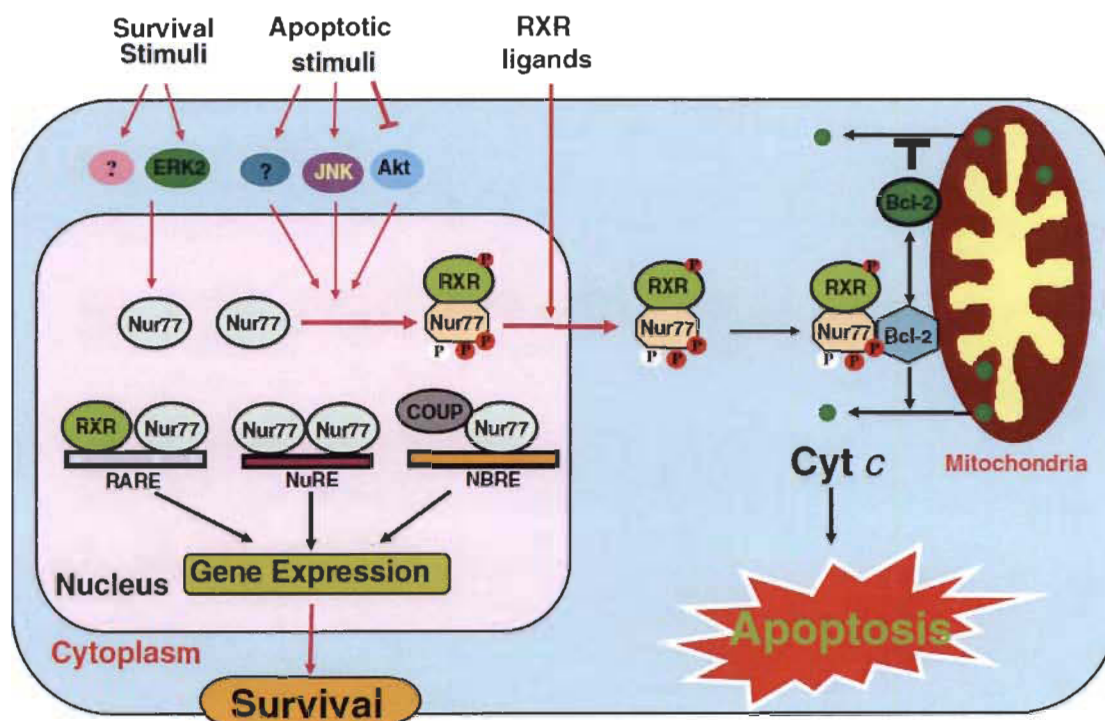 Survival
Stimuli
Apoptotic
stimuli
RXR
ligands
?
ERK2
?
JNK
Akt
Bcl-2
RXR
P
Nur77
P
P
P
Nur77
Nur77
RXR
P
Nur77
P
P
P
RXR
P
Nur77
P
P
P
Bcl-2
RXR
Nur77
RARE
Nur77
Nur77
NuRE
COUP
Nur77
NBRE
Cyt c
Mitochondria
Gene Expression
Nucleus
Cytoplasm
Apoptosis
Survival